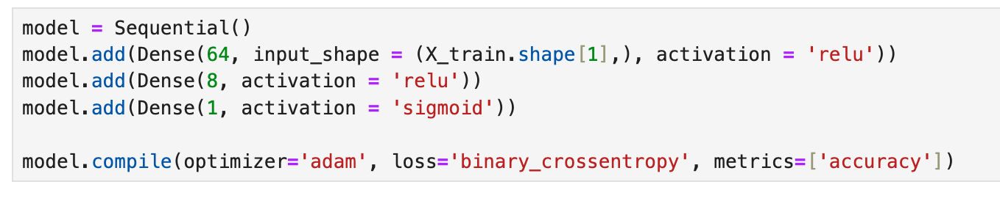 model = Sequential()
model.add(Dense(64, input_shape = (X_train.shape[1],), activation = 'relu'))
model.add(Dense(8, activation = 'relu'))
model.add(Dense(1, activation = 'sigmoid'))
model.compile(optimizer='adam', loss='binary_crossentropy', metrics=['accuracy'])